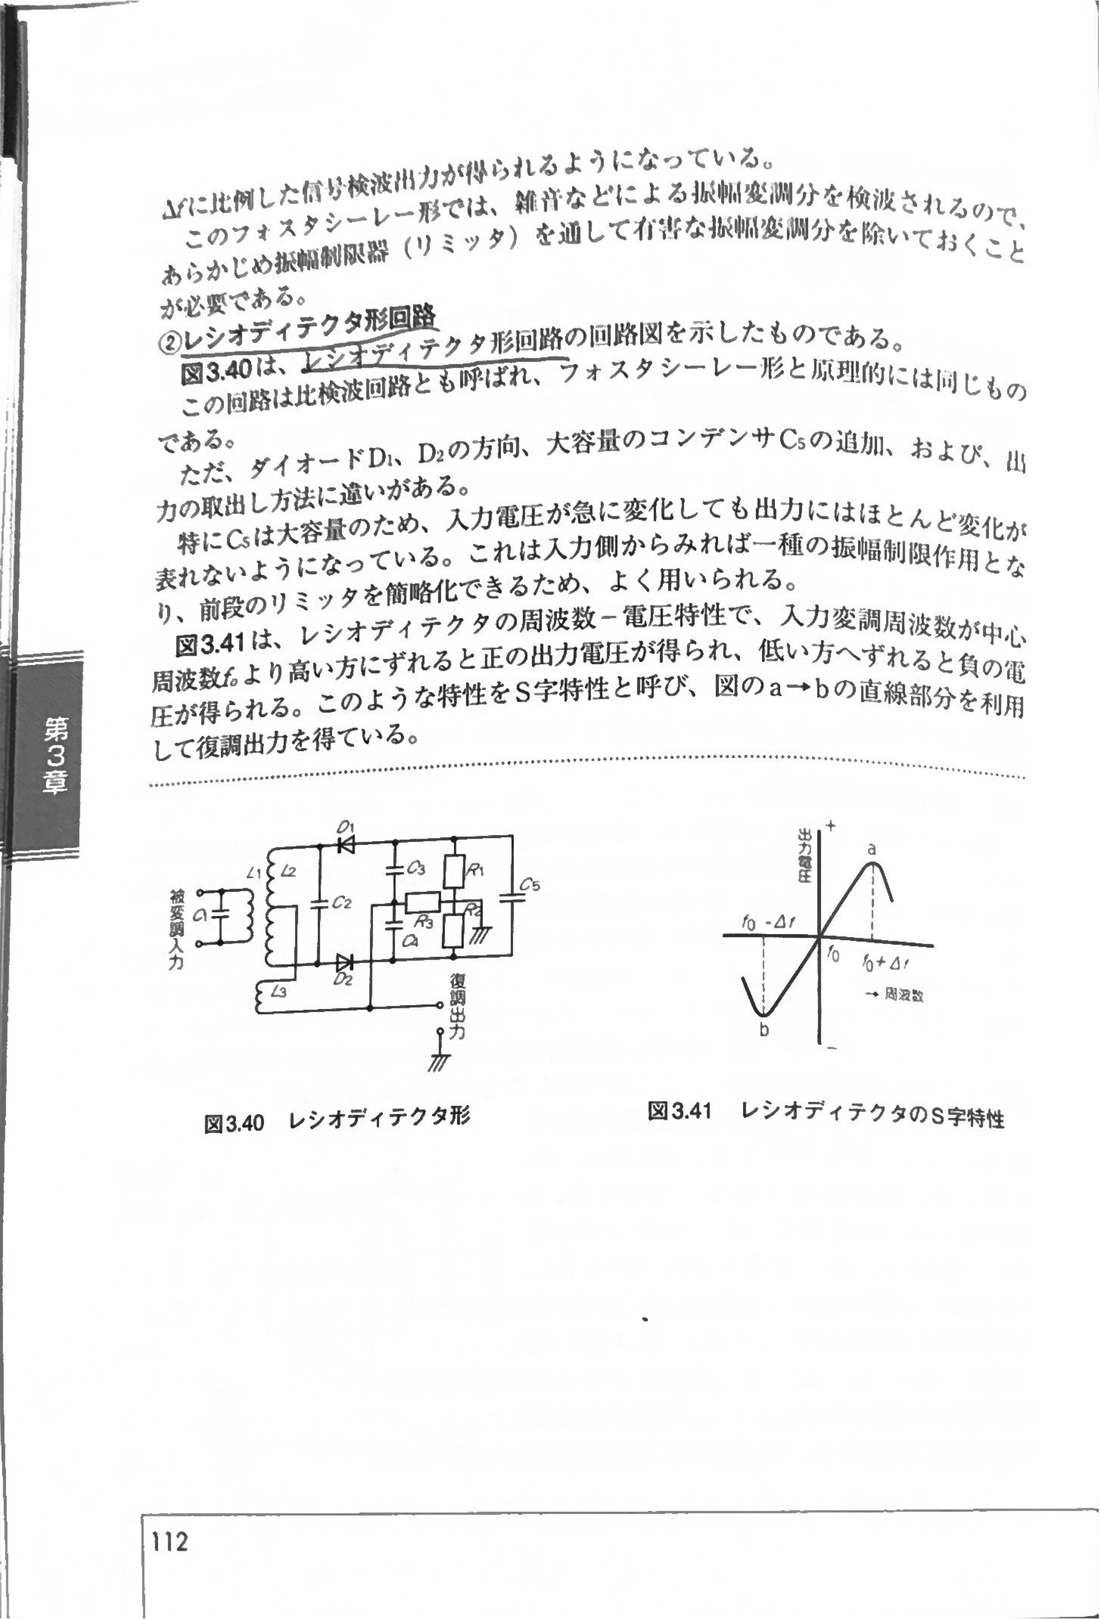 Δfに比例した信号検波出力が得られるようになっている。
このフォスタシーレー形では、雑音などによる振幅変調分を検波されるので、
あらかじめ振幅制限器（リミッタ）を通して有害な振幅変調分を除いておくこと
が必要である。
②レシオディテクタ形回路
図3.40は、レシオディテクタ形回路の回路図を示したものである。
この回路は比検波回路とも呼ばれ、フォスタシーレー形と原理的には同じもの
である。
ただ、ダイオードD1、D2の方向、大容量のコンデンサC5の追加、および、出
力の取出し方法に違いがある。
特にC5は大容量のため、入力電圧が急に変化しても出力にはほとんど変化が
表れないようになっている。これは入力側からみれば一種の振幅制限作用とな
り、前段のリミッタを簡略化できるため、よく用いられる。
図3.41は、レシオディテクタの周波数－電圧特性で、入力変調周波数が中心
周波数f0より高い方にずれると正の出力電圧が得られ、低い方へずれると負の電
圧が得られる。このような特性をS字特性と呼び、図のa→bの直線部分を利用
して復調出力を得ている。
第3章
被変調入力
C1
L1
L2
L3
C2
D1
D2
C3
C4
R1
R2
R3
C5
復調出力
図3.40 レシオディテクタ形
出力電圧
+
a
f0-Δf
f0
f0+Δf
→周波数
b
−
図3.41 レシオディテクタのS字特性
112